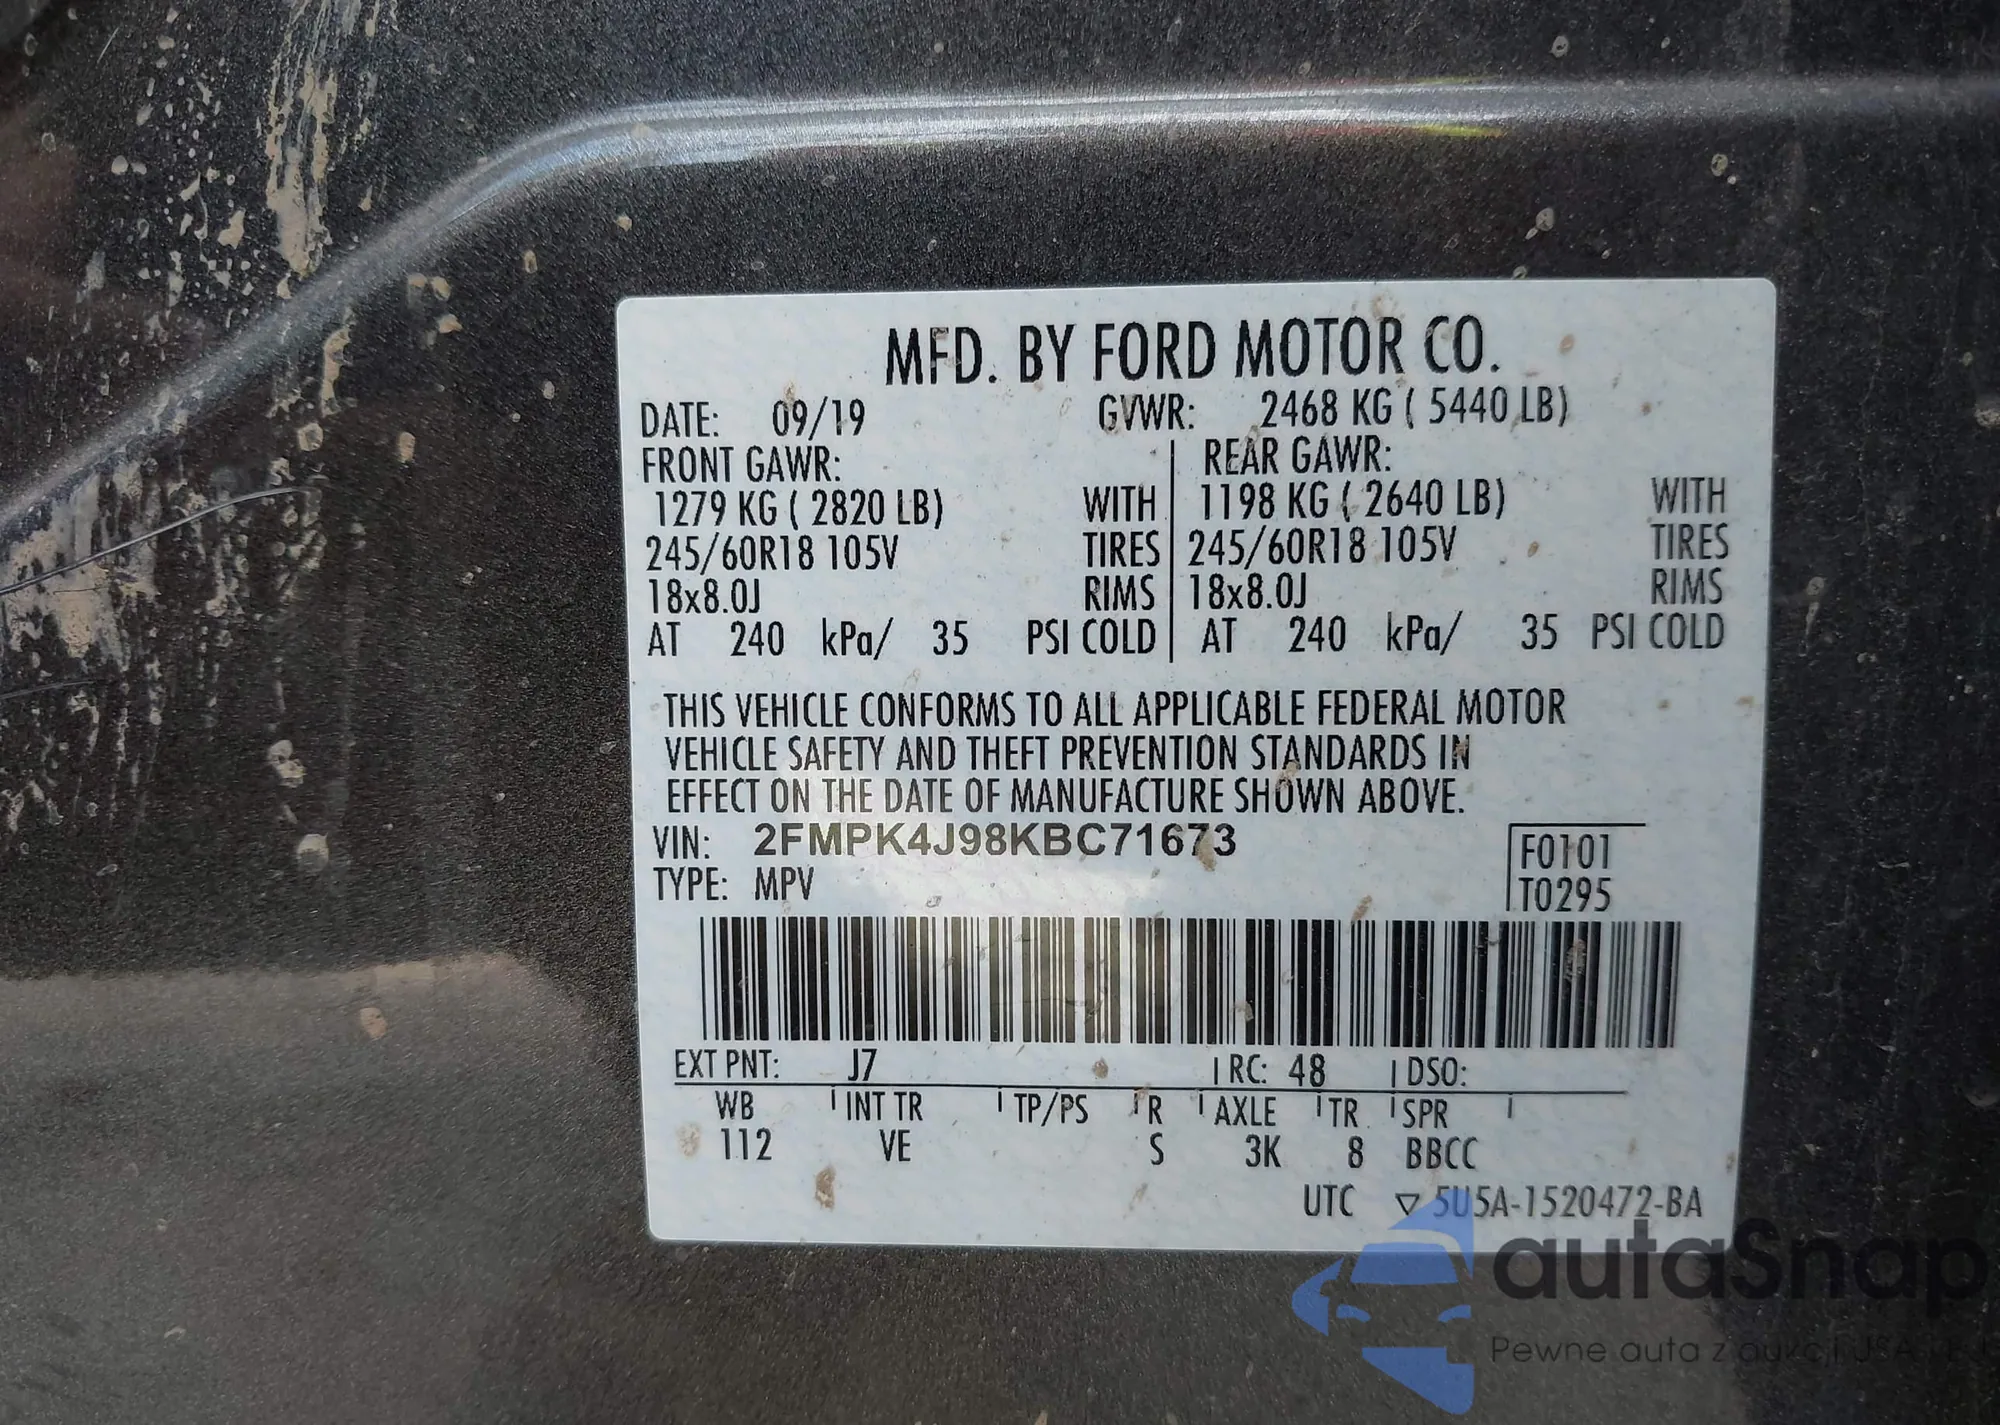 MFD. BY FORD MOTOR CO.
DATE: 09/19 GVWR: 2468 KG ( 5440 LB)
FRONT GAWR: REAR GAWR:
1279 KG ( 2820 LB) WITH 1198 KG ( 2640 LB) WITH
245/60R18 105V TIRES 245/60R18 105V TIRES
18x8.0J RIMS 18x8.0J RIMS
AT 240 kPa/ 35 PSI COLD AT 240 kPa/ 35 PSI COLD
THIS VEHICLE CONFORMS TO ALL APPLICABLE FEDERAL MOTOR
VEHICLE SAFETY AND THEFT PREVENTION STANDARDS IN
EFFECT ON THE DATE OF MANUFACTURE SHOWN ABOVE.
VIN: 2FMPK4J98KBC71673 F0101
TYPE: MPV T0295
EXT PNT: J7 RC: 48 DSO:
WB INT TR TP/PS R AXLE TR SPR
112 VE S 3K 8 BBCC
UTC ▽ 5U5A-1520472-BA
autaSnap
Pewne auta z aukcji USA i EU